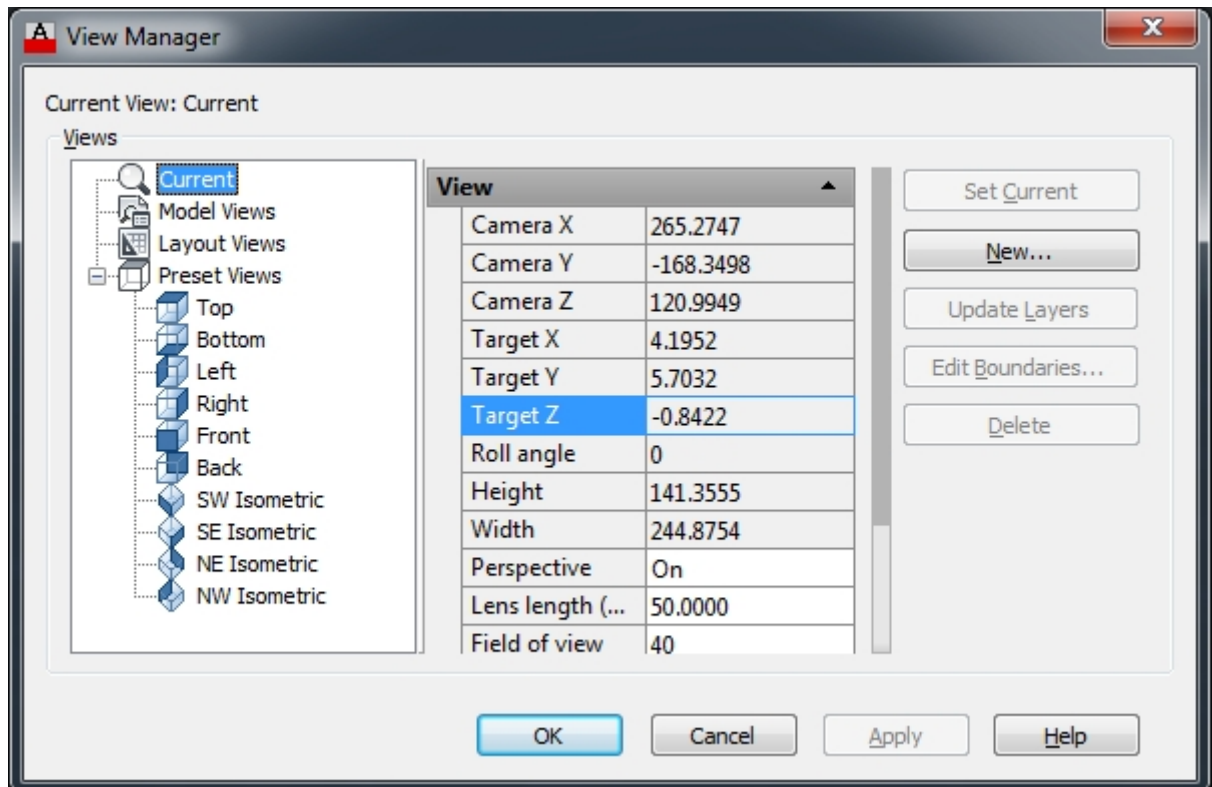 View Manager
Current View: Current
Views
Current
Model Views
Layout Views
Preset Views
Top
Bottom
Left
Right
Front
Back
SW Isometric
SE Isometric
NE Isometric
NW Isometric
View
Camera X 265.2747
Camera Y -168.3498
Camera Z 120.9949
Target X 4.1952
Target Y 5.7032
Target Z -0.8422
Roll angle 0
Height 141.3555
Width 244.8754
Perspective On
Lens length (... 50.0000
Field of view 40
Set Current
New...
Update Layers
Edit Boundaries...
Delete
OK Cancel Apply Help